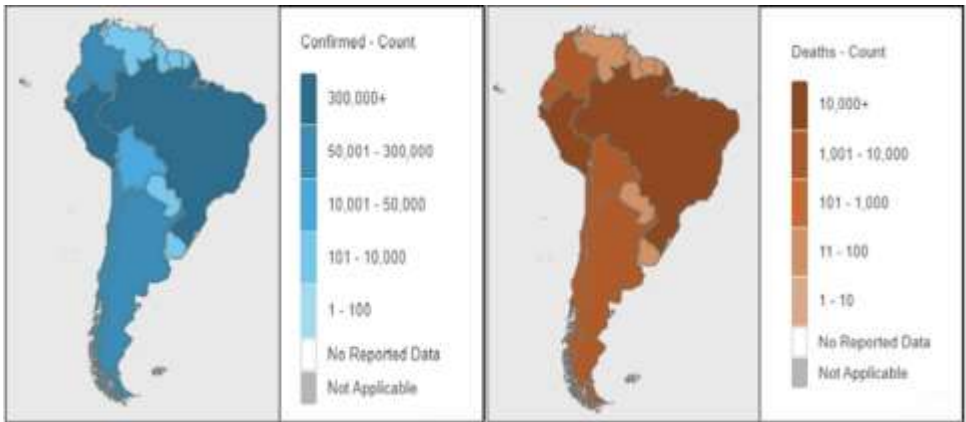 Confirmed - Count
300,000+
50,001 - 300,000
10,001 - 50,000
101 - 10,000
1 - 100
No Reported Data
Not Applicable
Deaths - Count
10,000+
1,001 - 10,000
101 - 1,000
11 - 100
1 - 10
No Reported Data
Not Applicable